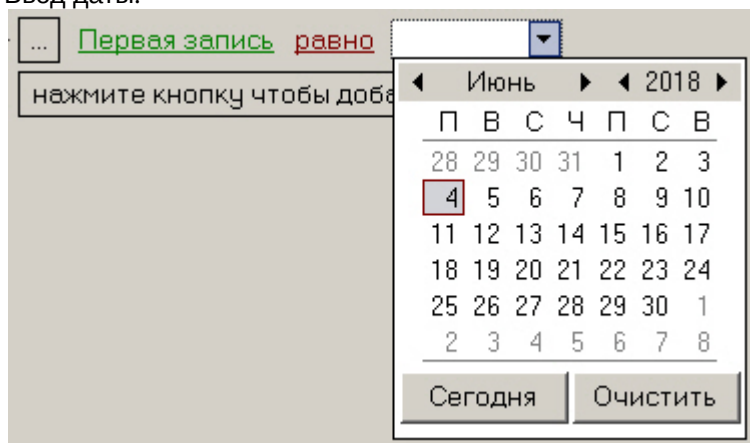 Ввод даты:
... Первая запись равно
нажмите кнопку чтобы доба
Июнь 2018
П В С Ч П С В
28 29 30 31 1 2 3
4 5 6 7 8 9 10
11 12 13 14 15 16 17
18 19 20 21 22 23 24
25 26 27 28 29 30 1
2 3 4 5 6 7 8
Сегодня Очистить